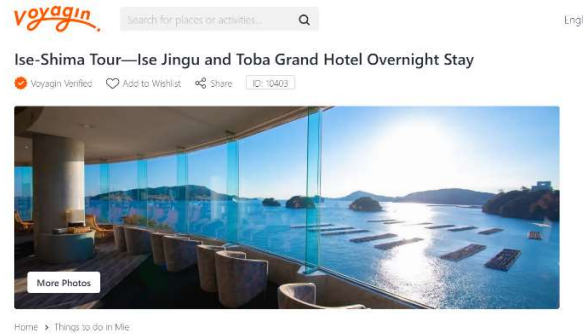 voyagin.
Search for places or activities...
Ise-Shima Tour—Ise Jingu and Toba Grand Hotel Overnight Stay
Voyagin Verified Add to Wishlist Share ID: 10403
More Photos
Home > Things to do in Mie